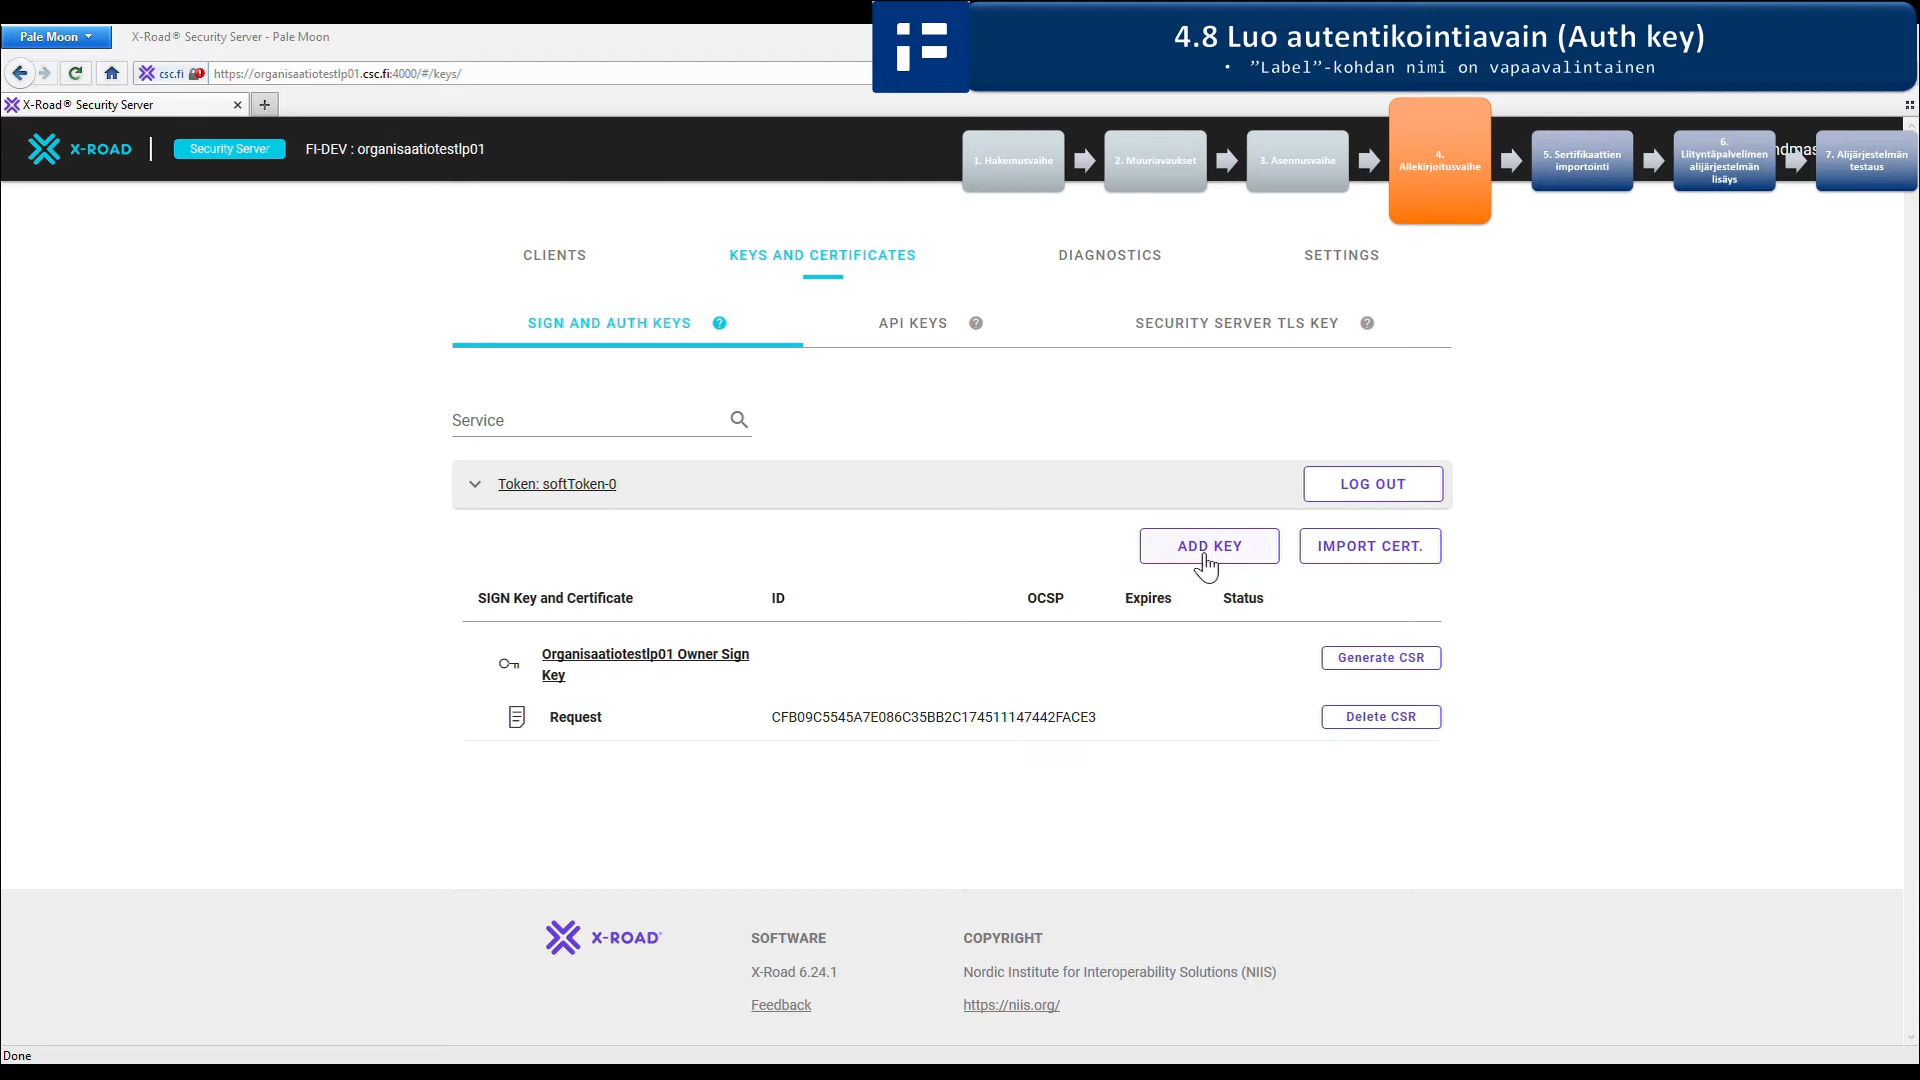 4.8 Luo autentikointiavain (Auth key)
• ”Label”-kohdan nimi on vapaavalintainen
Pale Moon
X-Road® Security Server - Pale Moon
csc.fi
https://organisaatiotestlp01.csc.fi:4000/#/keys/
X-Road® Security Server
X-ROAD
Security Server
FI-DEV : organisaatiotestlp01
1. Hakemusvaihe
2. Muuriavaukset
3. Asennusvaihe
4.
Allekirjoitusvaihe
5. Sertifikaattien
importointi
6.
Liityntäpalvelimen
alijärjestelmän
lisäys
7. Alijärjestelmän
testaus
CLIENTS
KEYS AND CERTIFICATES
DIAGNOSTICS
SETTINGS
SIGN AND AUTH KEYS ?
API KEYS ?
SECURITY SERVER TLS KEY ?
Service
Token: softToken-0
LOG OUT
ADD KEY
IMPORT CERT.
SIGN Key and Certificate
ID
OCSP
Expires
Status
Organisaatiotestlp01 Owner Sign
Key
Generate CSR
Request
CFB09C5545A7E086C35BB2C174511147442FACE3
Delete CSR
X-ROAD®
SOFTWARE
X-Road 6.24.1
Feedback
COPYRIGHT
Nordic Institute for Interoperability Solutions (NIIS)
https://niis.org/
Done